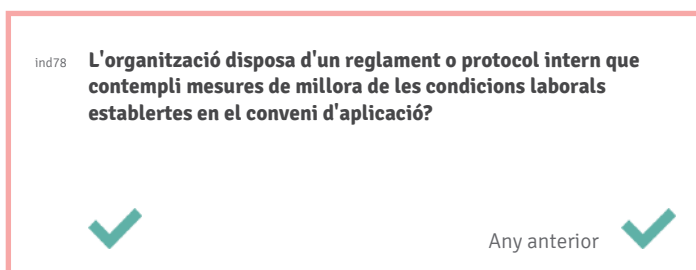 ind78 L'organització disposa d'un reglament o protocol intern que
contempli mesures de millora de les condicions laborals
establertes en el conveni d'aplicació?
Any anterior